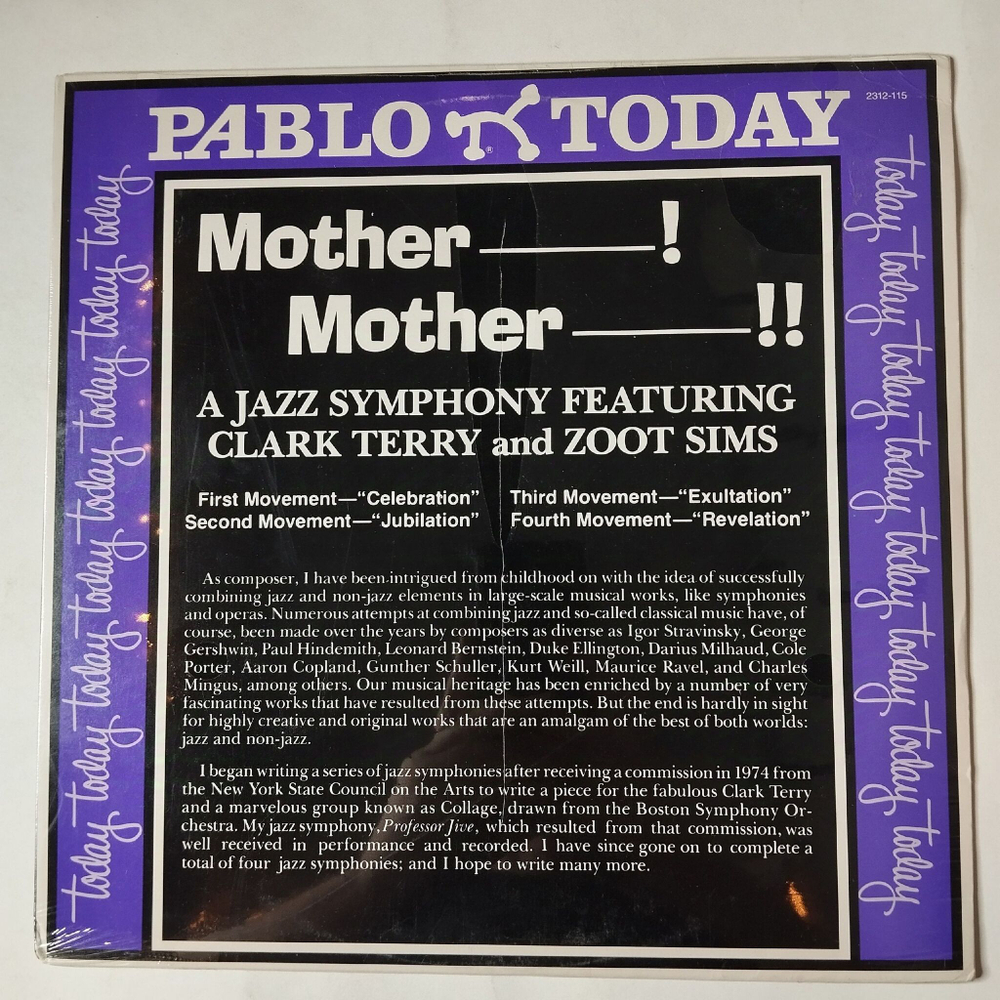 PABLO TODAY
2312-115
today today today today today today
today today today today today today
Mother ———!
Mother ———!!
A JAZZ SYMPHONY FEATURING
CLARK TERRY and ZOOT SIMS
First Movement—“Celebration”
Second Movement—“Jubilation”
Third Movement—“Exultation”
Fourth Movement—“Revelation”
As composer, I have been intrigued from childhood on with the idea of successfully
combining jazz and non-jazz elements in large-scale musical works, like symphonies
and operas. Numerous attempts at combining jazz and so-called classical music have, of
course, been made over the years by composers as diverse as Igor Stravinsky, George
Gershwin, Paul Hindemith, Leonard Bernstein, Duke Ellington, Darius Milhaud, Cole
Porter, Aaron Copland, Gunther Schuller, Kurt Weill, Maurice Ravel, and Charles
Mingus, among others. Our musical heritage has been enriched by a number of very
fascinating works that have resulted from these attempts. But the end is hardly in sight
for highly creative and original works that are an amalgam of the best of both worlds:
jazz and non-jazz.
I began writing a series of jazz symphonies after receiving a commission in 1974 from
the New York State Council on the Arts to write a piece for the fabulous Clark Terry
and a marvelous group known as Collage, drawn from the Boston Symphony Or-
chestra. My jazz symphony, Professor Jive, which resulted from that commission, was
well received in performance and recorded. I have since gone on to complete a
total of four jazz symphonies; and I hope to write many more.